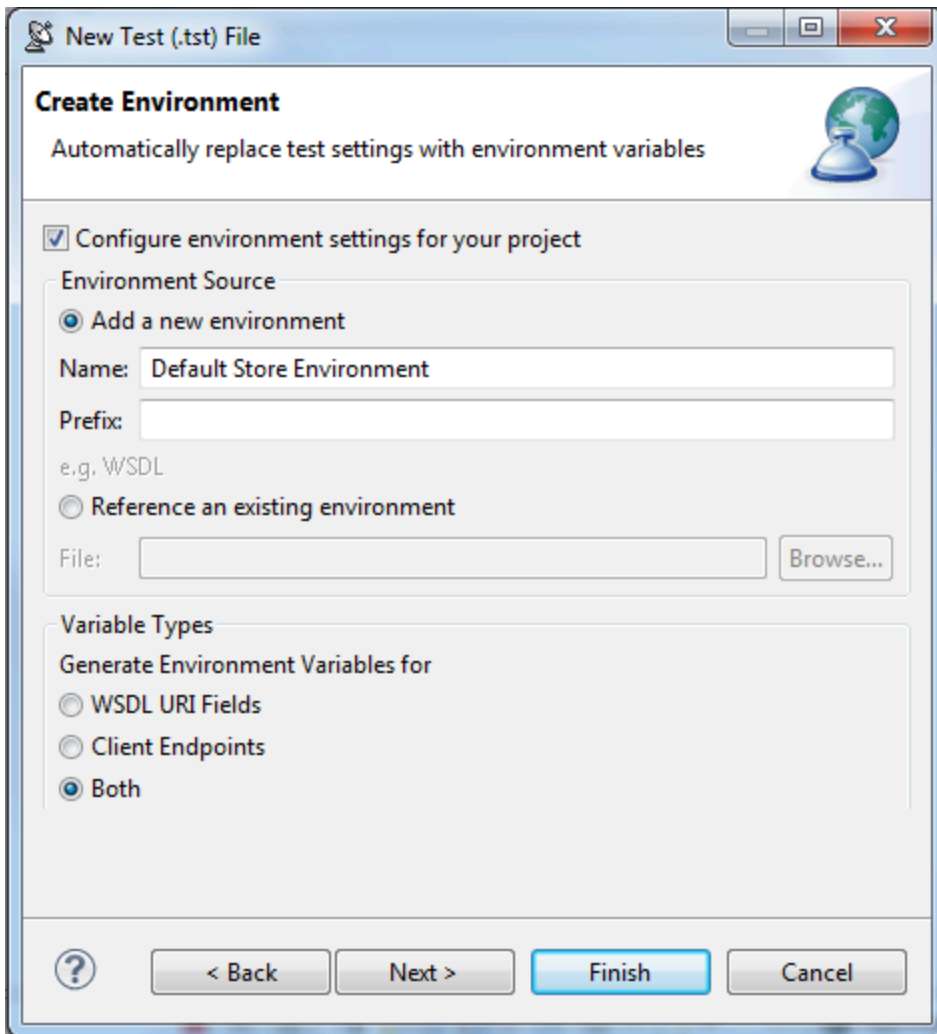 New Test (.tst) File
Create Environment
Automatically replace test settings with environment variables
Configure environment settings for your project
Environment Source
Add a new environment
Name: Default Store Environment
Prefix:
e.g. WSDL
Reference an existing environment
File: Browse...
Variable Types
Generate Environment Variables for
WSDL URI Fields
Client Endpoints
Both
? < Back Next > Finish Cancel